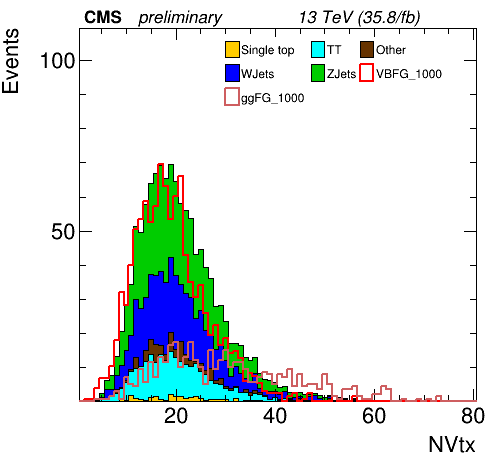 CMS preliminary 13 TeV (35.8/fb)
Events
Single top TT Other
WJets ZJets VBFG_1000
ggFG_1000
100
50
20 40 60 80
NVtx